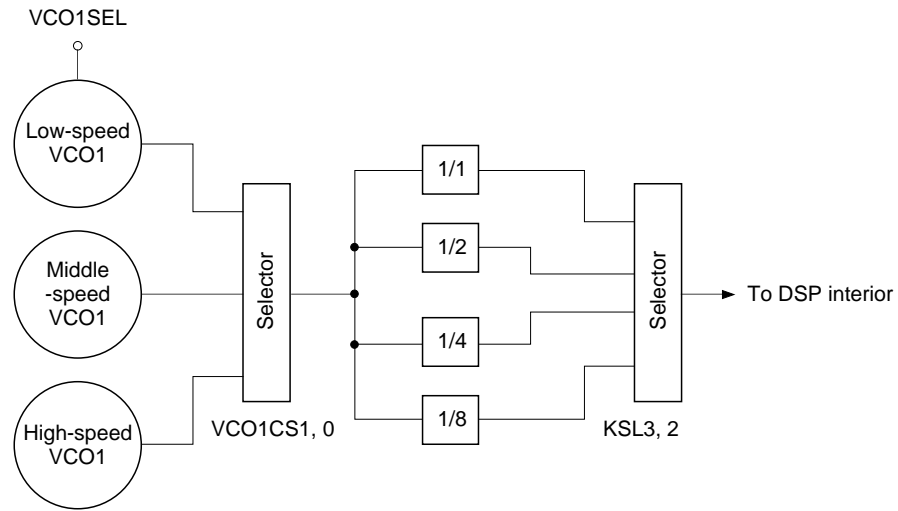 VCO1SEL
Low-speed
VCO1
Middle
-speed
VCO1
High-speed
VCO1
Selector
VCO1CS1, 0
1/1
1/2
1/4
1/8
Selector
KSL3, 2
To DSP interior